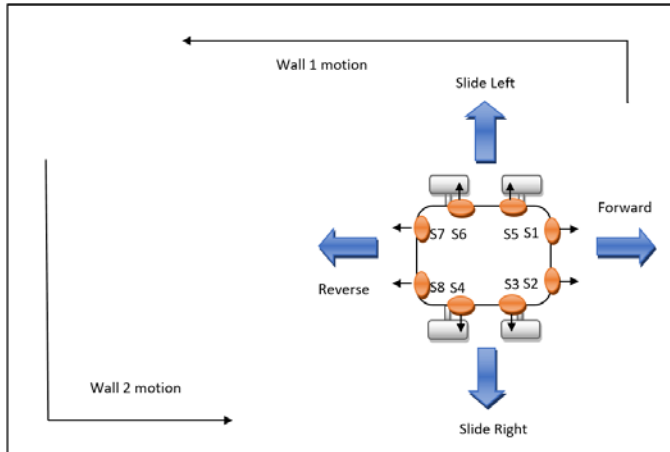 Wall 1 motion
Slide Left
Forward
S7 S6 S5 S1
S8 S4 S3 S2
Reverse
Wall 2 motion
Slide Right